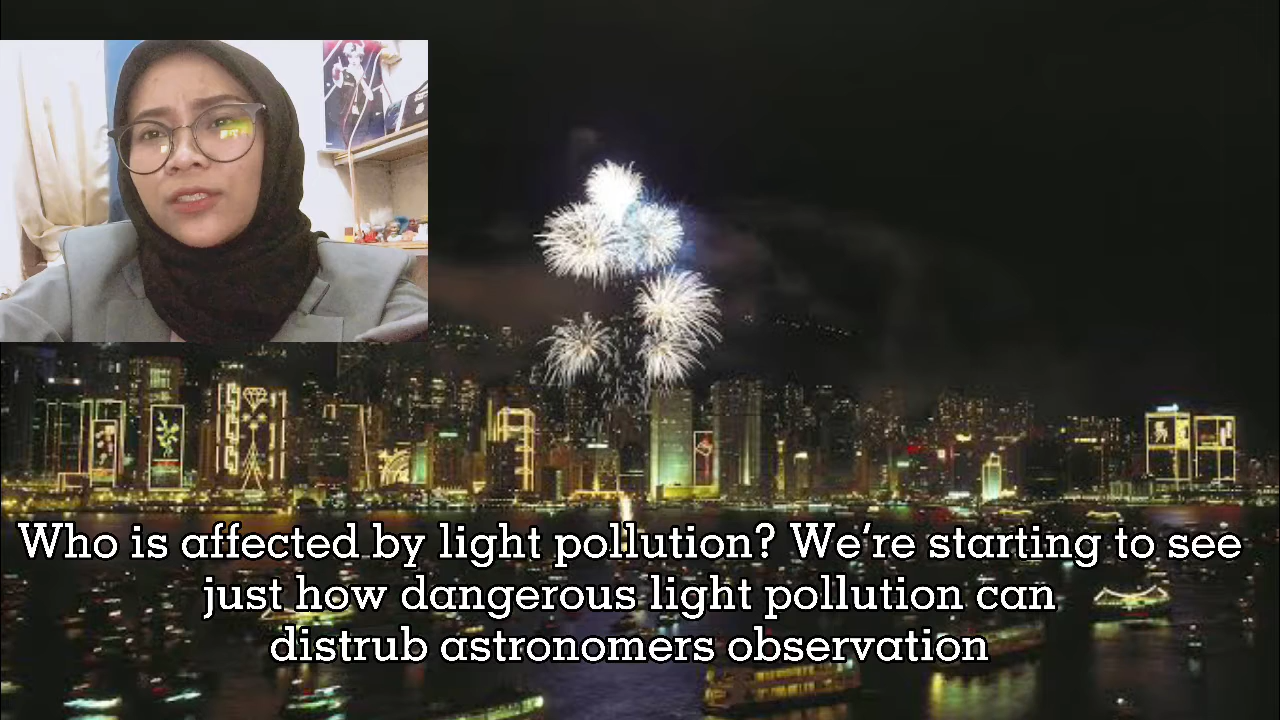 Who is affected by light pollution? We're starting to see
just how dangerous light pollution can
distrub astronomers observation